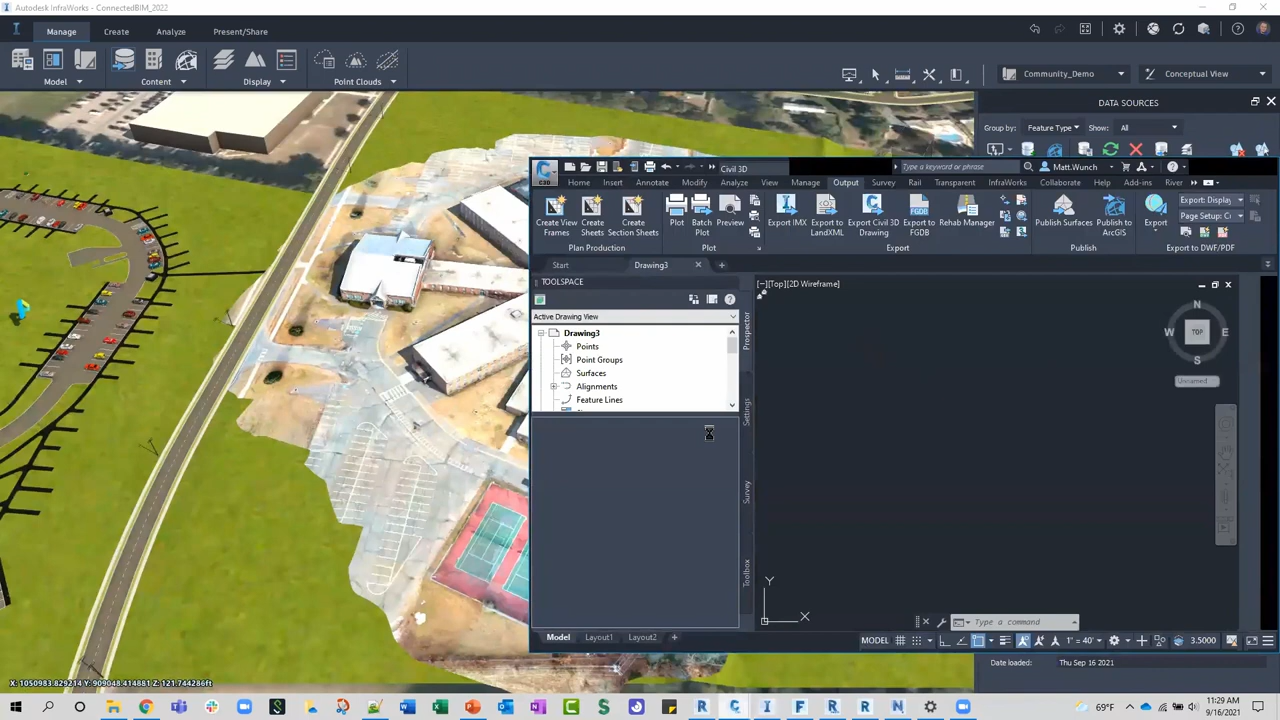 Autodesk InfraWorks - ConnectedBIM_2022
Manage Create Analyze Present/Share
Model Content Display Point Clouds
Community_Demo Conceptual View
DATA SOURCES
Group by: Feature Type Show: All
Civil 3D
Type a keyword or phrase
Matt.Wunch
Home Insert Annotate Modify Analyze View Manage Output Survey Rail Transparent InfraWorks Collaborate Help Add-ins River
Create View Frames
Create Sheets
Create Section Sheets
Plot
Batch Plot
Preview
Export IMX
Export to LandXML
Export Civil 3D Drawing
Export to FGDB
Rehab Manager
Publish Surfaces
Publish to ArcGIS
Export
Export: Display
Page Setup:
Plan Production Plot Export Publish Export to DWF/PDF
Start Drawing3
TOOLSPACE
[−][Top][2D Wireframe]
Active Drawing View
Drawing3
Points
Point Groups
Surfaces
Alignments
Feature Lines
Prospector
Settings
Survey
Toolbox
N
W TOP E
S
Unnamed
Y
X
Type a command
Model Layout1 Layout2
MODEL 1" = 40' 3.5000
Date loaded: Thu Sep 16 2021
X: 1050983.829214 Y: 909048.414881 Z: 121.744286ft
69°F
11:29 AM
9/16/2021